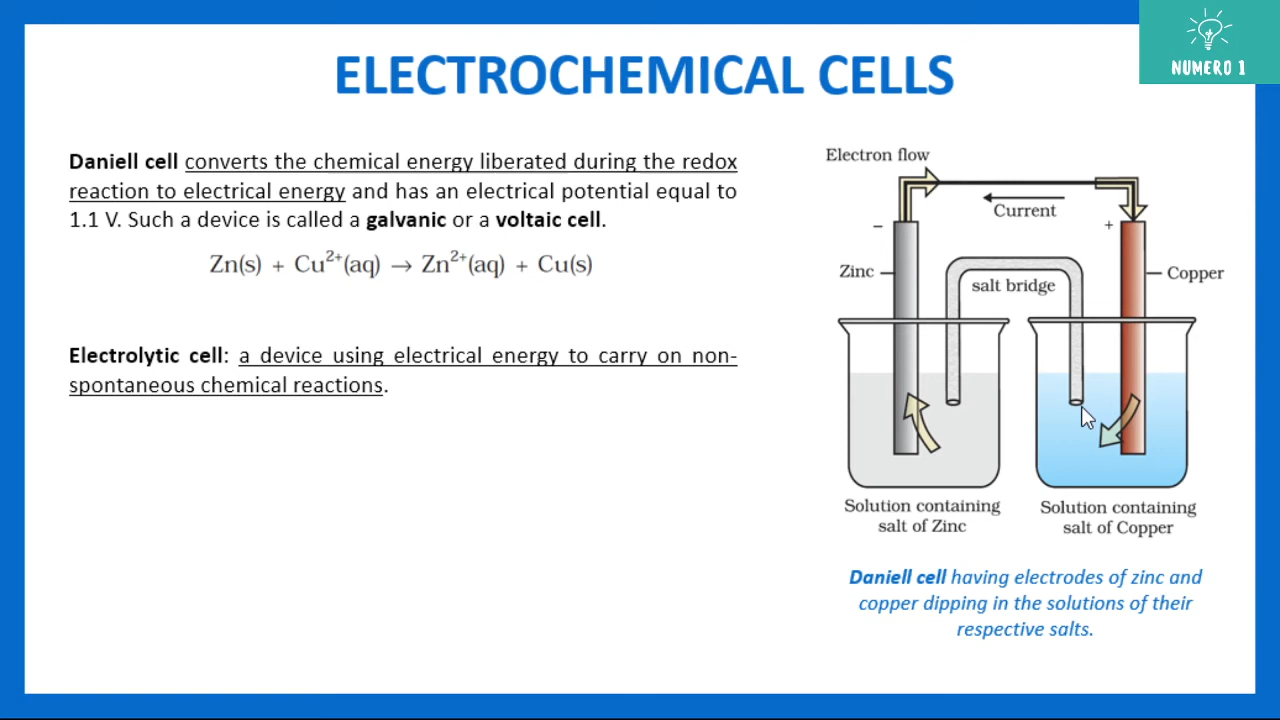 NUMERO 1
ELECTROCHEMICAL CELLS
Daniell cell converts the chemical energy liberated during the redox
reaction to electrical energy and has an electrical potential equal to
1.1 V. Such a device is called a galvanic or a voltaic cell.
Zn(s) + Cu²⁺(aq) → Zn²⁺(aq) + Cu(s)
Electrolytic cell: a device using electrical energy to carry on non-
spontaneous chemical reactions.
Electron flow
Current
−
+
Zinc
salt bridge
Copper
Solution containing
salt of Zinc
Solution containing
salt of Copper
Daniell cell having electrodes of zinc and
copper dipping in the solutions of their
respective salts.